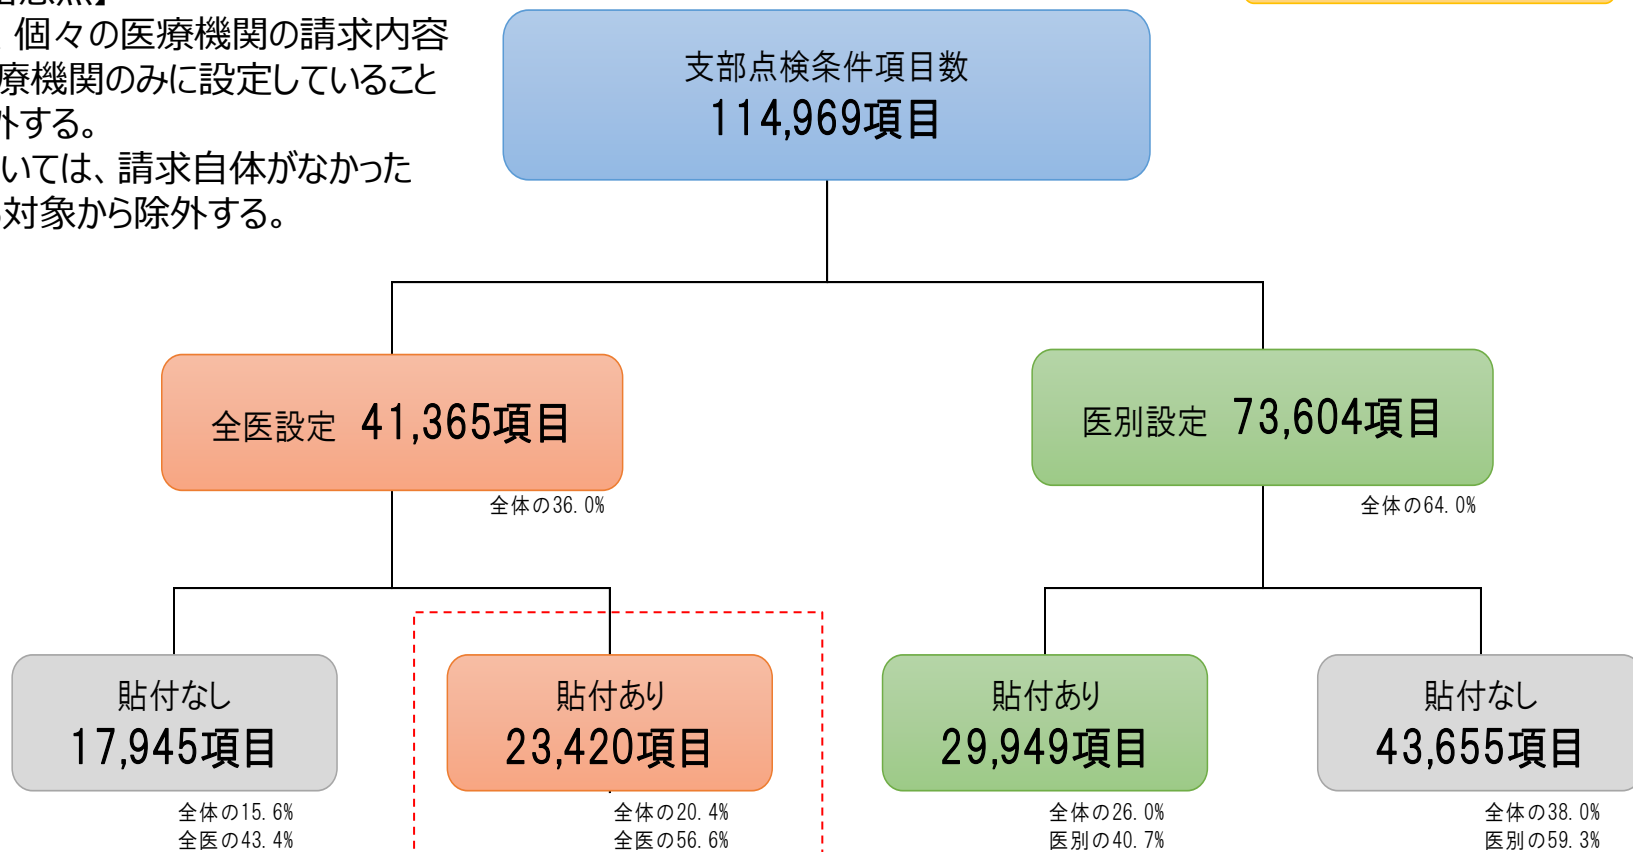 個々の医療機関の請求内容
療機関のみに設定していること
外する。
いては、請求自体がなかった
対象から除外する。
支部点検条件項目数
114,969項目
全医設定 41,365項目
全体の36.0%
医別設定 73,604項目
全体の64.0%
貼付なし
17,945項目
全体の15.6%
全医の43.4%
貼付あり
23,420項目
全体の20.4%
全医の56.6%
貼付あり
29,949項目
全体の26.0%
医別の40.7%
貼付なし
43,655項目
全体の38.0%
医別の59.3%